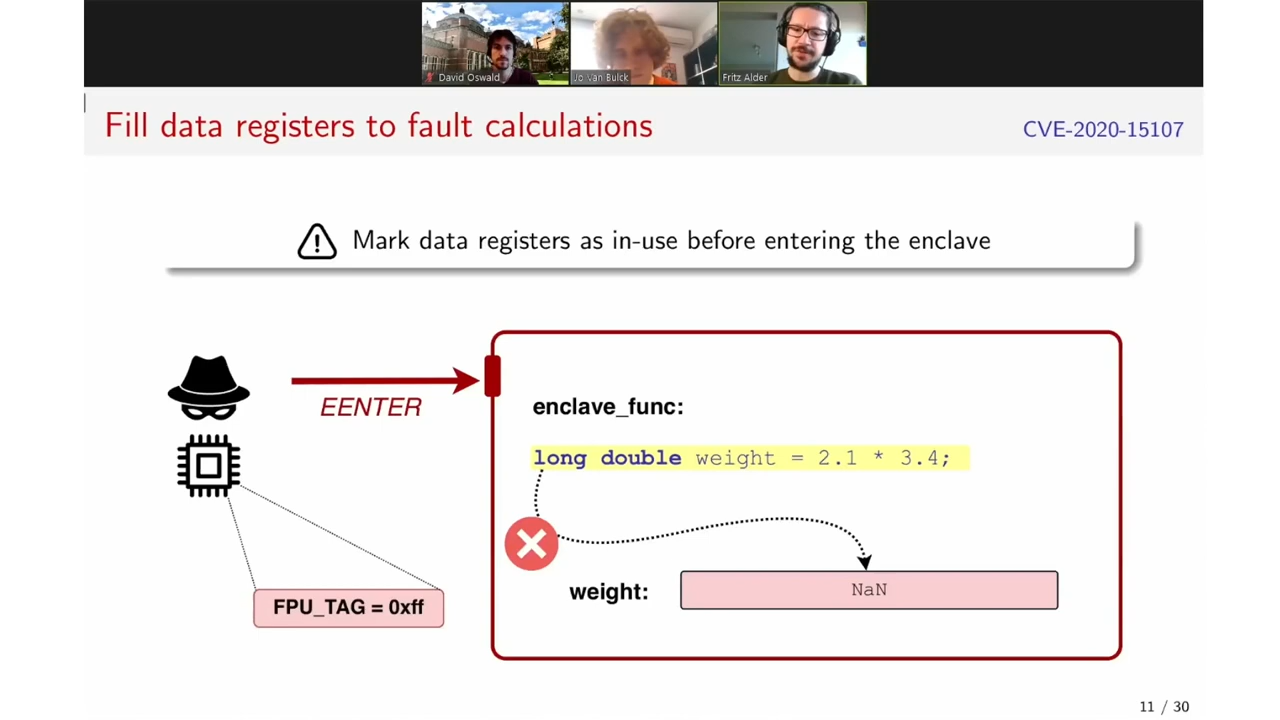 David Oswald
Jo Van Bulck
Fritz Alder
Fill data registers to fault calculations
CVE-2020-15107
Mark data registers as in-use before entering the enclave
EENTER
enclave_func:
long double weight = 2.1 * 3.4;
weight:
NaN
FPU_TAG = 0xff
11 / 30